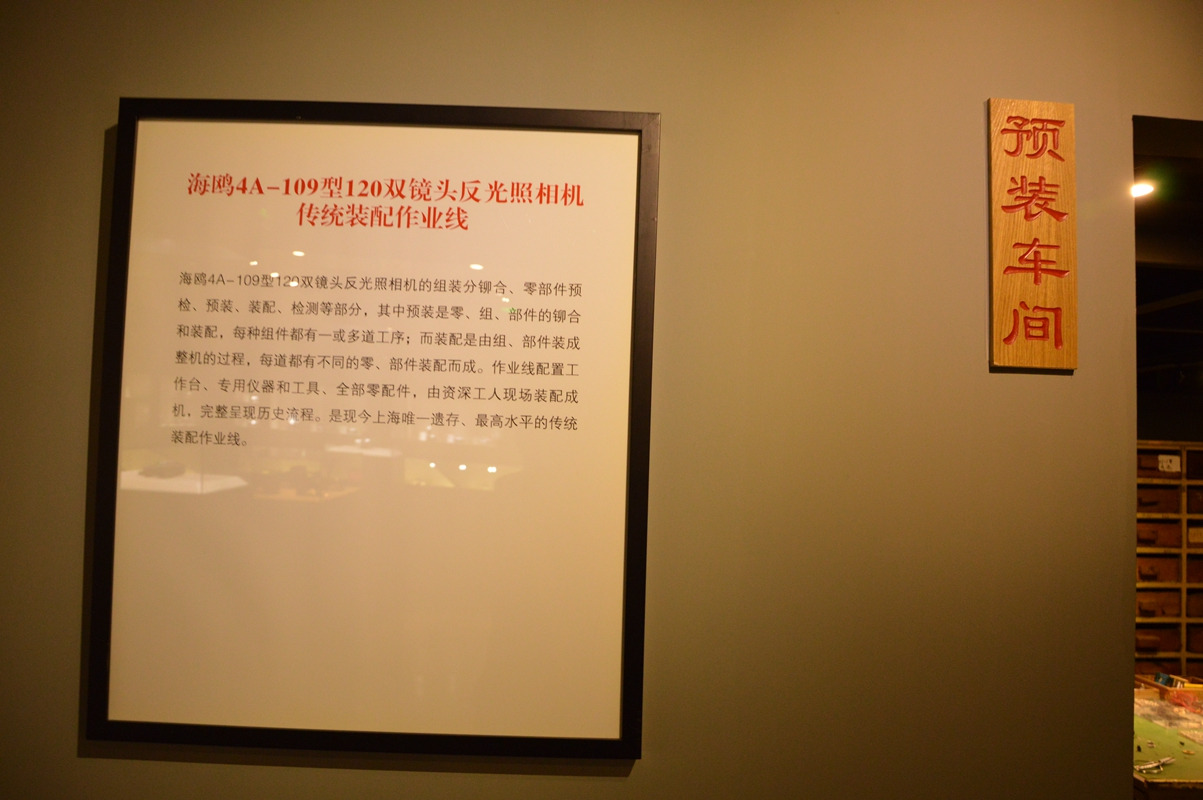 海鸥4A-109型120双镜头反光照相机
传统装配作业线
海鸥4A-109型120双镜头反光照相机的组装分铆合、零部件预
检、预装、装配、检测等部分，其中预装是零、组、部件的铆合
和装配，每种组件都有一或多道工序；而装配是由组、部件装成
整机的过程，每道都有不同的零、部件装配而成。作业线配置工
作台、专用仪器和工具、全部零配件，由资深工人现场装配成
机，完整呈现历史流程。是现今上海唯一遗存、最高水平的传统
装配作业线。
预装车间